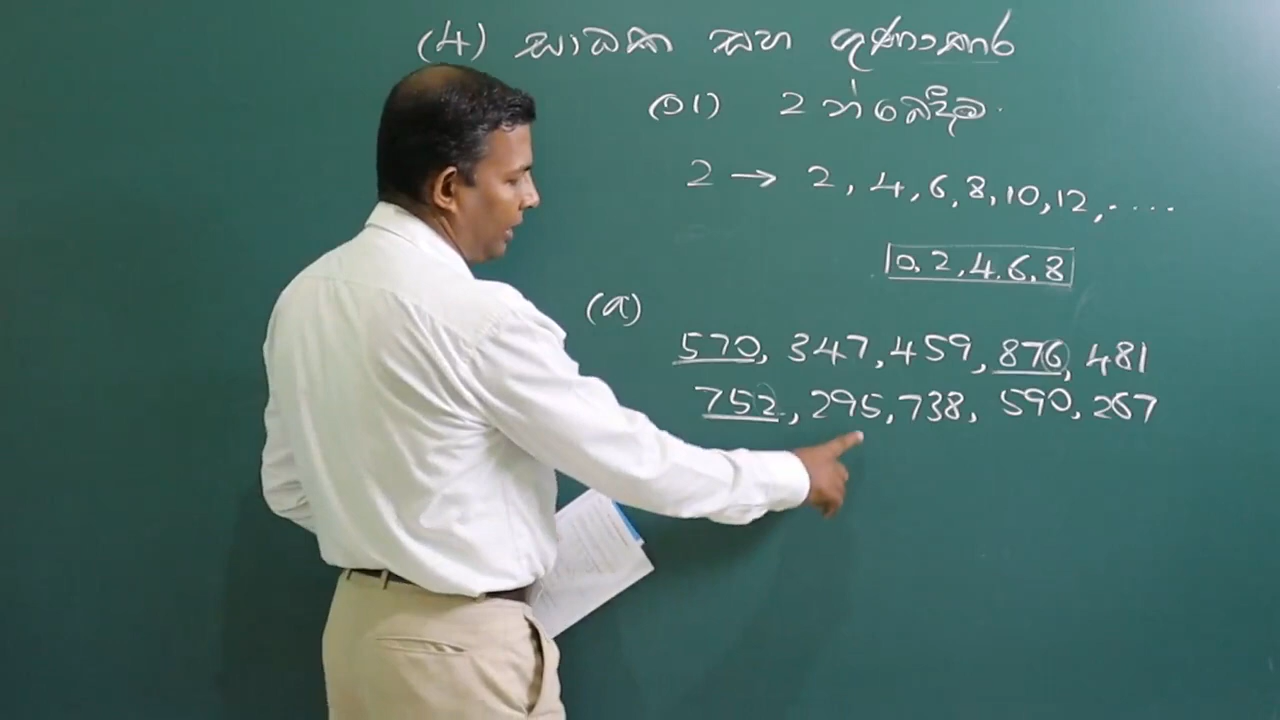 (4) සාධක සහ ගුණාකාර
(01) 2 න් බෙදීම.
2 → 2, 4, 6, 8, 10, 12, ....
0, 2, 4, 6, 8
(a)
570, 347, 459, 876, 481
752, 295, 738, 590, 267